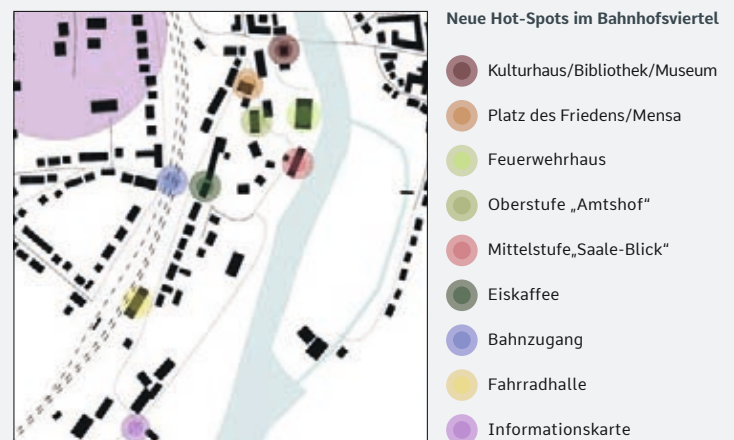 Neue Hot-Spots im Bahnhofsviertel
Kulturhaus/Bibliothek/Museum
Platz des Friedens/Mensa
Feuerwehrhaus
Oberstufe „Amtshof“
Mittelstufe„Saale-Blick“
Eiskaffee
Bahnzugang
Fahrradhalle
Informationskarte